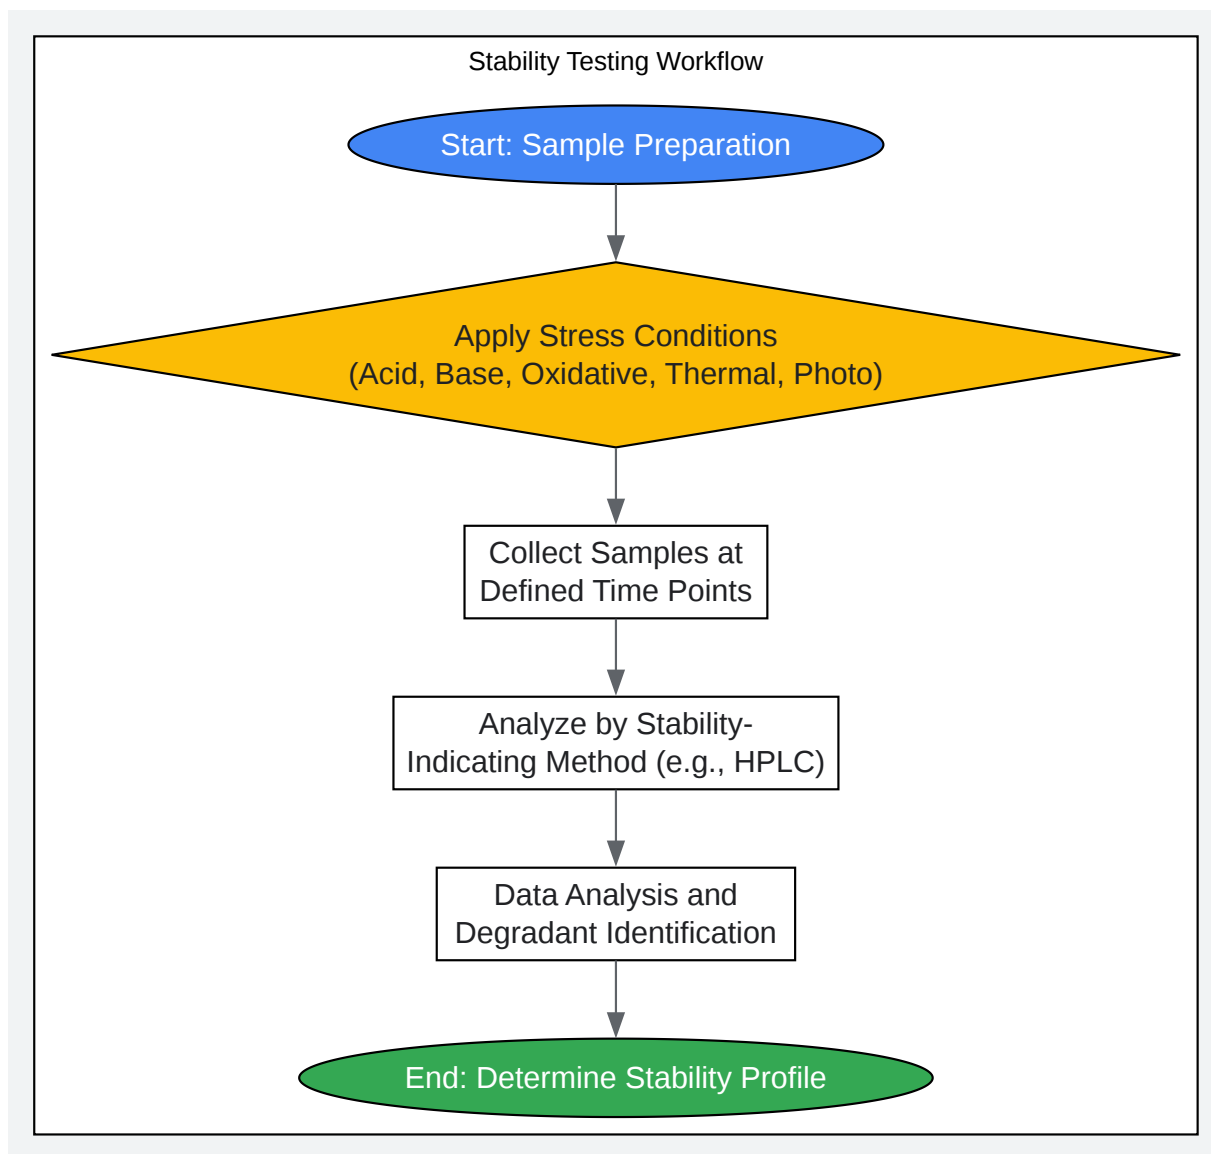 Stability Testing Workflow
Start: Sample Preparation
Apply Stress Conditions
(Acid, Base, Oxidative, Thermal, Photo)
Collect Samples at
Defined Time Points
Analyze by Stability-
Indicating Method (e.g., HPLC)
Data Analysis and
Degradant Identification
End: Determine Stability Profile